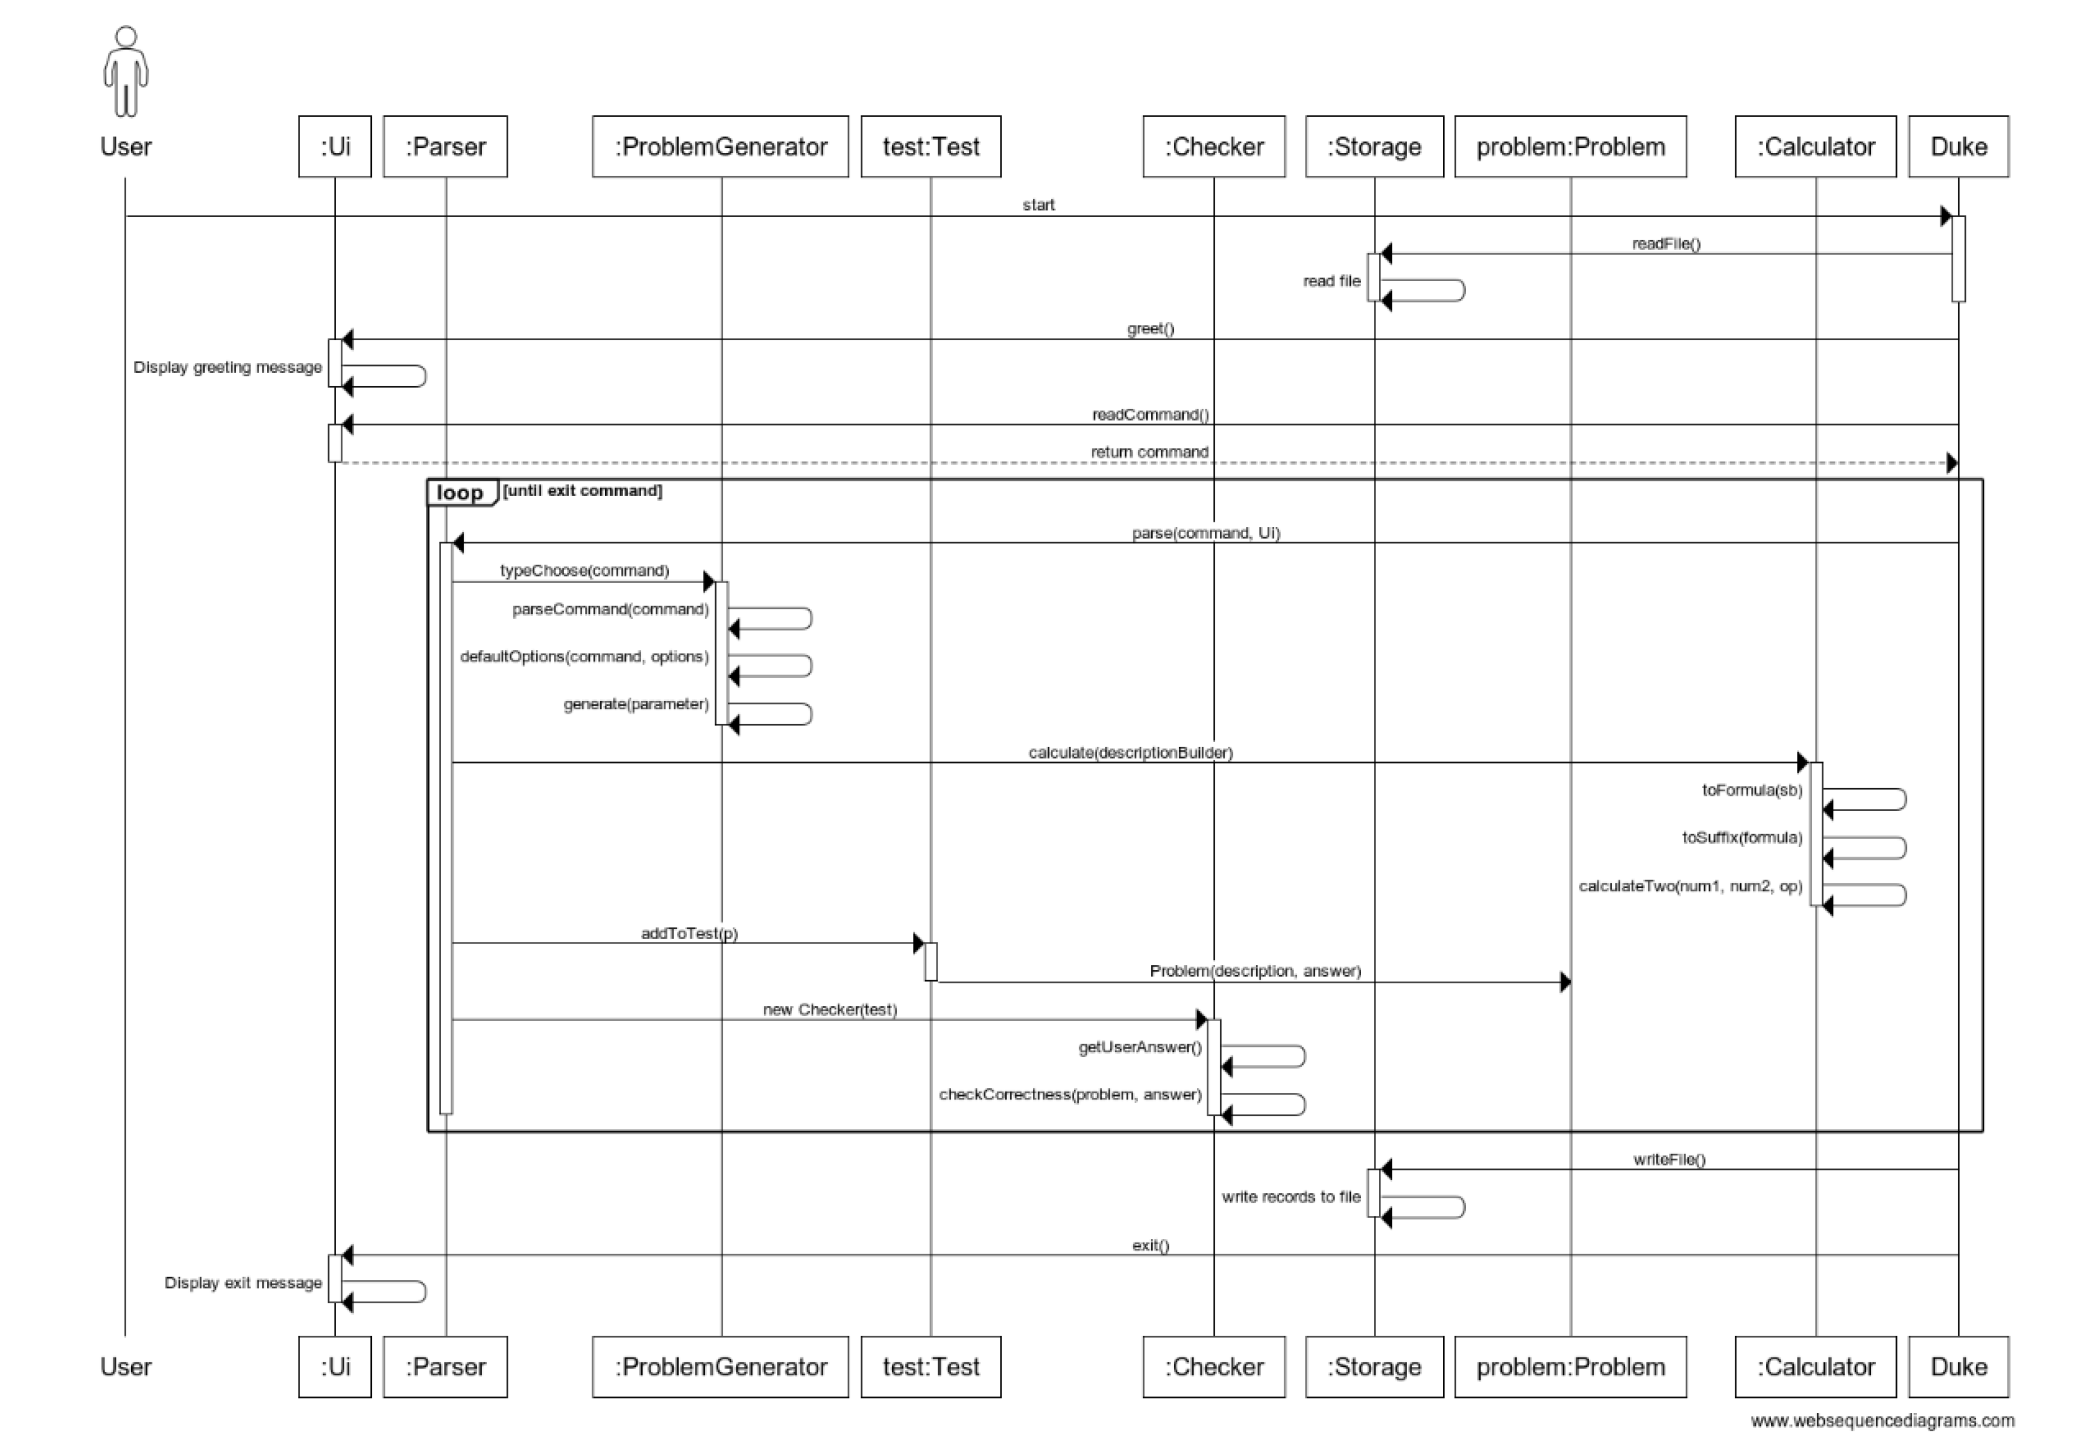 User
:Ui
:Parser
:ProblemGenerator
test:Test
:Checker
:Storage
problem:Problem
:Calculator
Duke
start
readFile()
read file
greet()
Display greeting message
readCommand()
return command
loop
[until exit command]
parse(command, Ui)
typeChoose(command)
parseCommand(command)
defaultOptions(command, options)
generate(parameter)
calculate(descriptionBuilder)
toFormula(sb)
toSuffix(formula)
calculateTwo(num1, num2, op)
addToTest(p)
Problem(description, answer)
new Checker(test)
getUserAnswer()
checkCorrectness(problem, answer)
writeFile()
write records to file
exit()
Display exit message
User
:Ui
:Parser
:ProblemGenerator
test:Test
:Checker
:Storage
problem:Problem
:Calculator
Duke
www.websequencediagrams.com